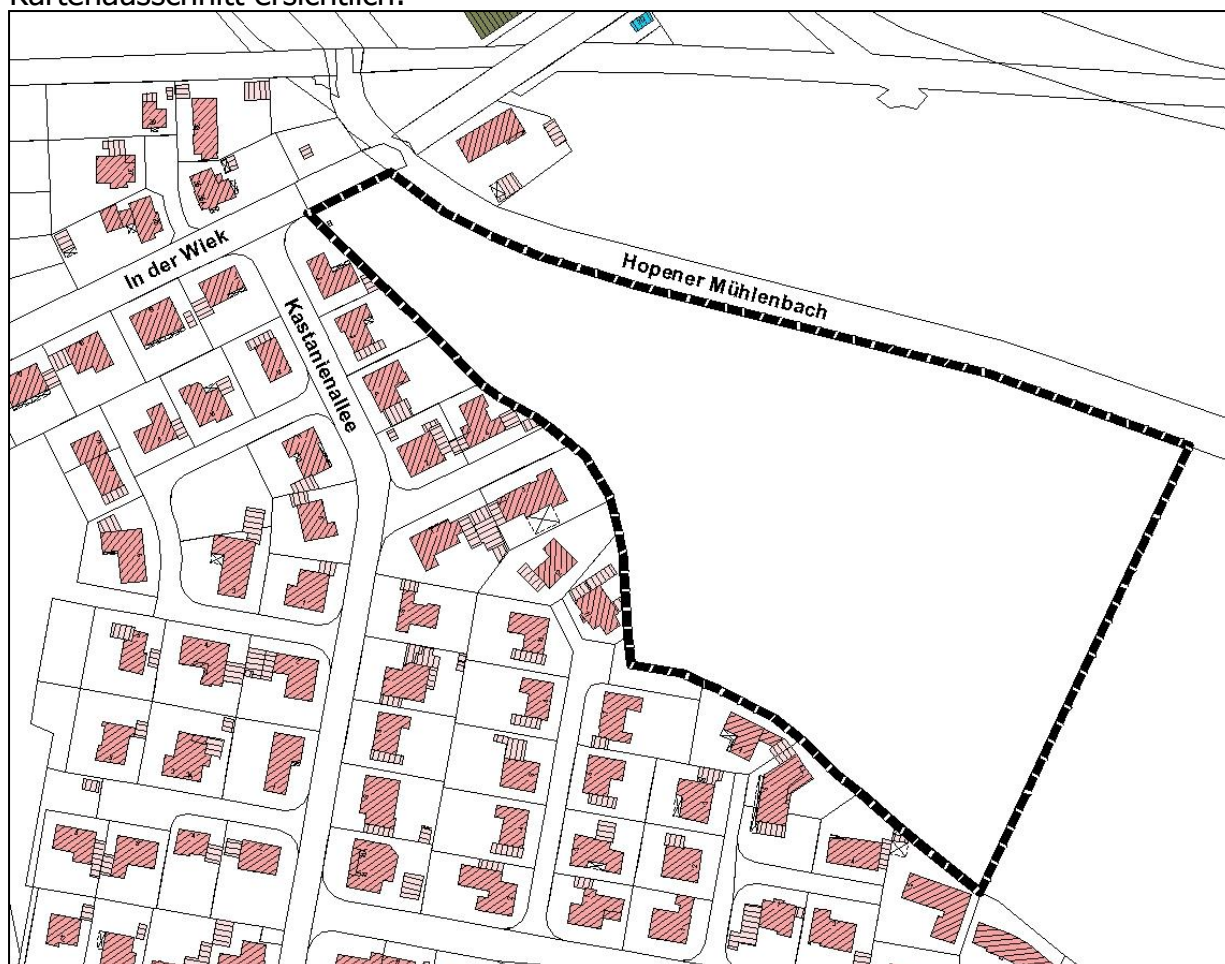 Kartenausschnitt ersichtlich.
In der Wiek
Hopener Mühlenbach
Kastanienallee